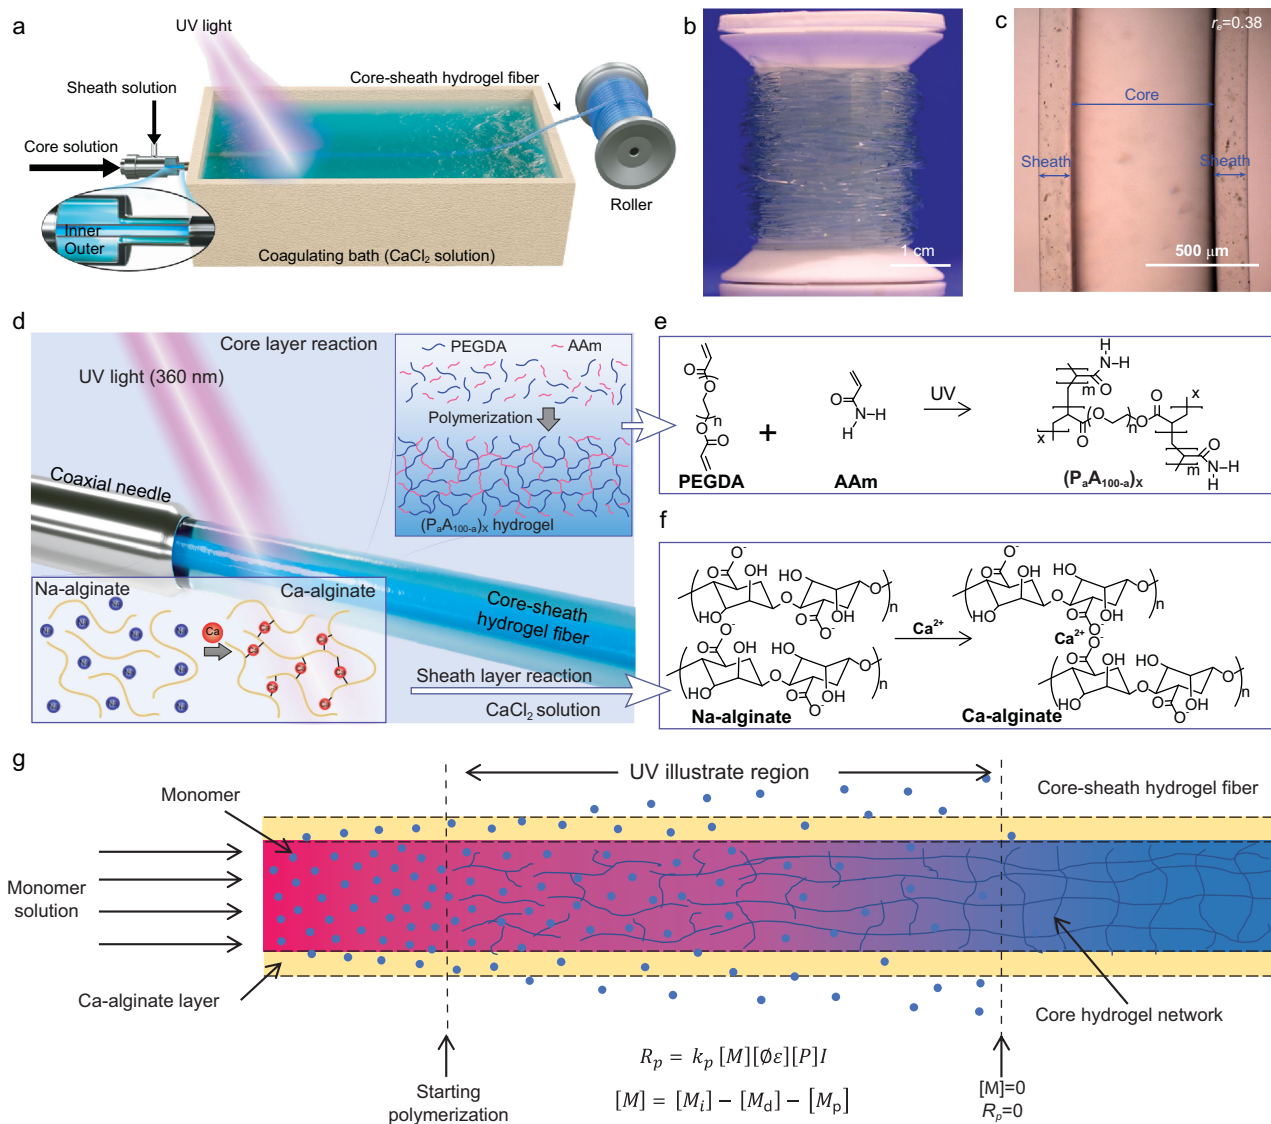 a
UV light
Sheath solution
Core-sheath hydrogel fiber
Core solution
Inner
Outer
Coagulating bath (CaCl₂ solution)
Roller
b
1 cm
c
rₑ=0.38
Core
Sheath
Sheath
500 μm
d
Core layer reaction
UV light (360 nm)
PEGDA
AAm
Polymerization
(PₐA₁₀₀₋ₐ)ₓ hydrogel
Coaxial needle
Na-alginate
Ca-alginate
Ca
Core-sheath
hydrogel fiber
Sheath layer reaction
CaCl₂ solution
e
PEGDA
+
AAm
UV
(PₐA₁₀₀₋ₐ)ₓ
f
Na-alginate
Ca²⁺
Ca²⁺
Ca-alginate
g
UV illustrate region
Monomer
Core-sheath hydrogel fiber
Monomer
solution
Ca-alginate layer
Core hydrogel network
Starting
polymerization
Rₚ = kₚ [M][Øε][P]I
[M] = [Mᵢ] − [M_d] − [Mₚ]
[M]=0
Rₚ=0